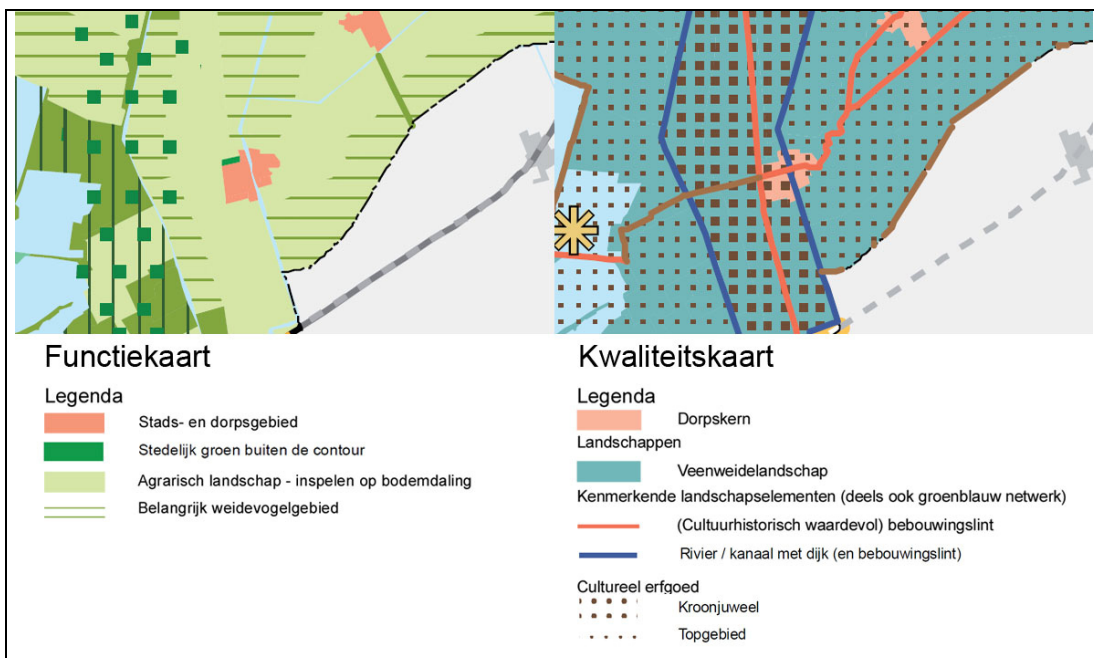 Functiekaart
Legenda
Stads- en dorpsgebied
Stedelijk groen buiten de contour
Agrarisch landschap - inspelen op bodemdaling
Belangrijk weidevogelgebied
Kwaliteitskaart
Legenda
Dorpskern
Landschappen
Veenweidelandschap
Kenmerkende landschapselementen (deels ook groenblauw netwerk)
(Cultuurhistorisch waardevol) bebouwingslint
Rivier / kanaal met dijk (en bebouwingslint)
Cultureel erfgoed
Kroonjuweel
Topgebied